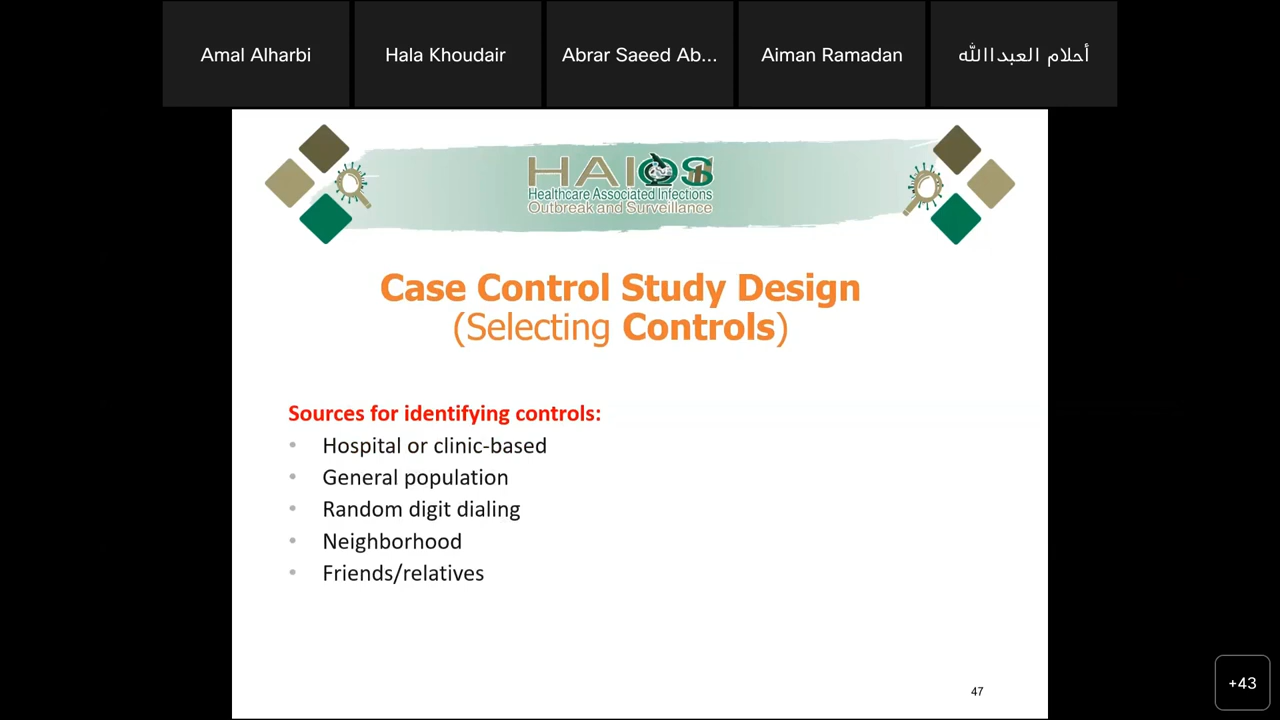 Amal Alharbi
Hala Khoudair
Abrar Saeed Ab...
Aiman Ramadan
أحلام العبداالله
HAIOS
Healthcare Associated Infections
Outbreak and Surveillance
Case Control Study Design
(Selecting Controls)
Sources for identifying controls:
• Hospital or clinic-based
• General population
• Random digit dialing
• Neighborhood
• Friends/relatives
47
+43